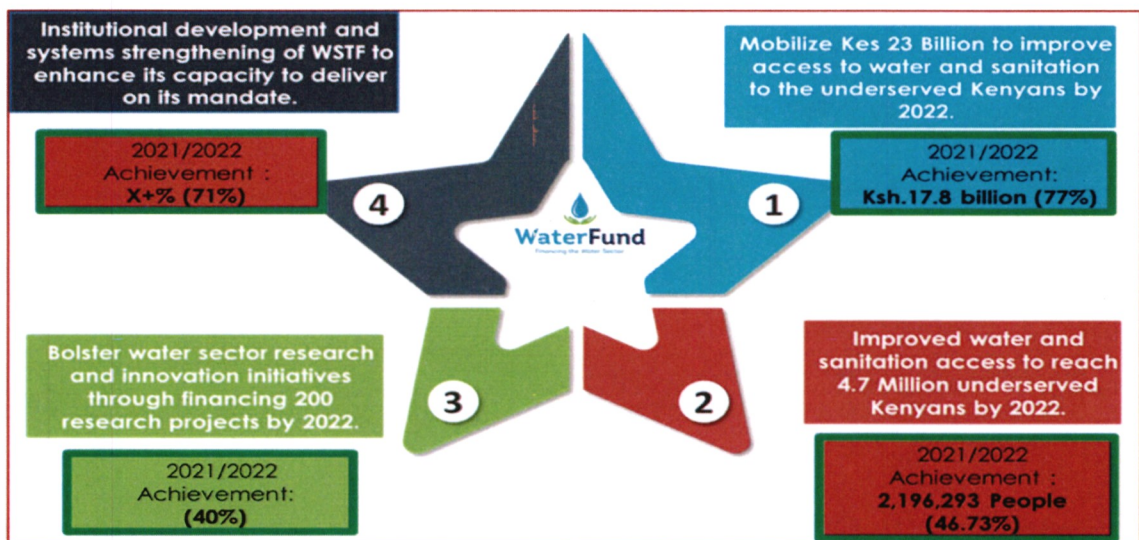 Institutional development and
systems strengthening of WSTF to
enhance its capacity to deliver
on its mandate.
2021/2022
Achievement :
X+% (71%)
4
Mobilize Kes 23 Billion to improve
access to water and sanitation
to the underserved Kenyans by
2022.
2021/2022
Achievement:
Ksh.17.8 billion (77%)
1
WaterFund
Financing the Water Sector
Bolster water sector research
and innovation initiatives
through financing 200
research projects by 2022.
2021/2022
Achievement:
(40%)
3
Improved water and
sanitation access to reach
4.7 Million underserved
Kenyans by 2022.
2021/2022
Achievement :
2,196,293 People
(46.73%)
2